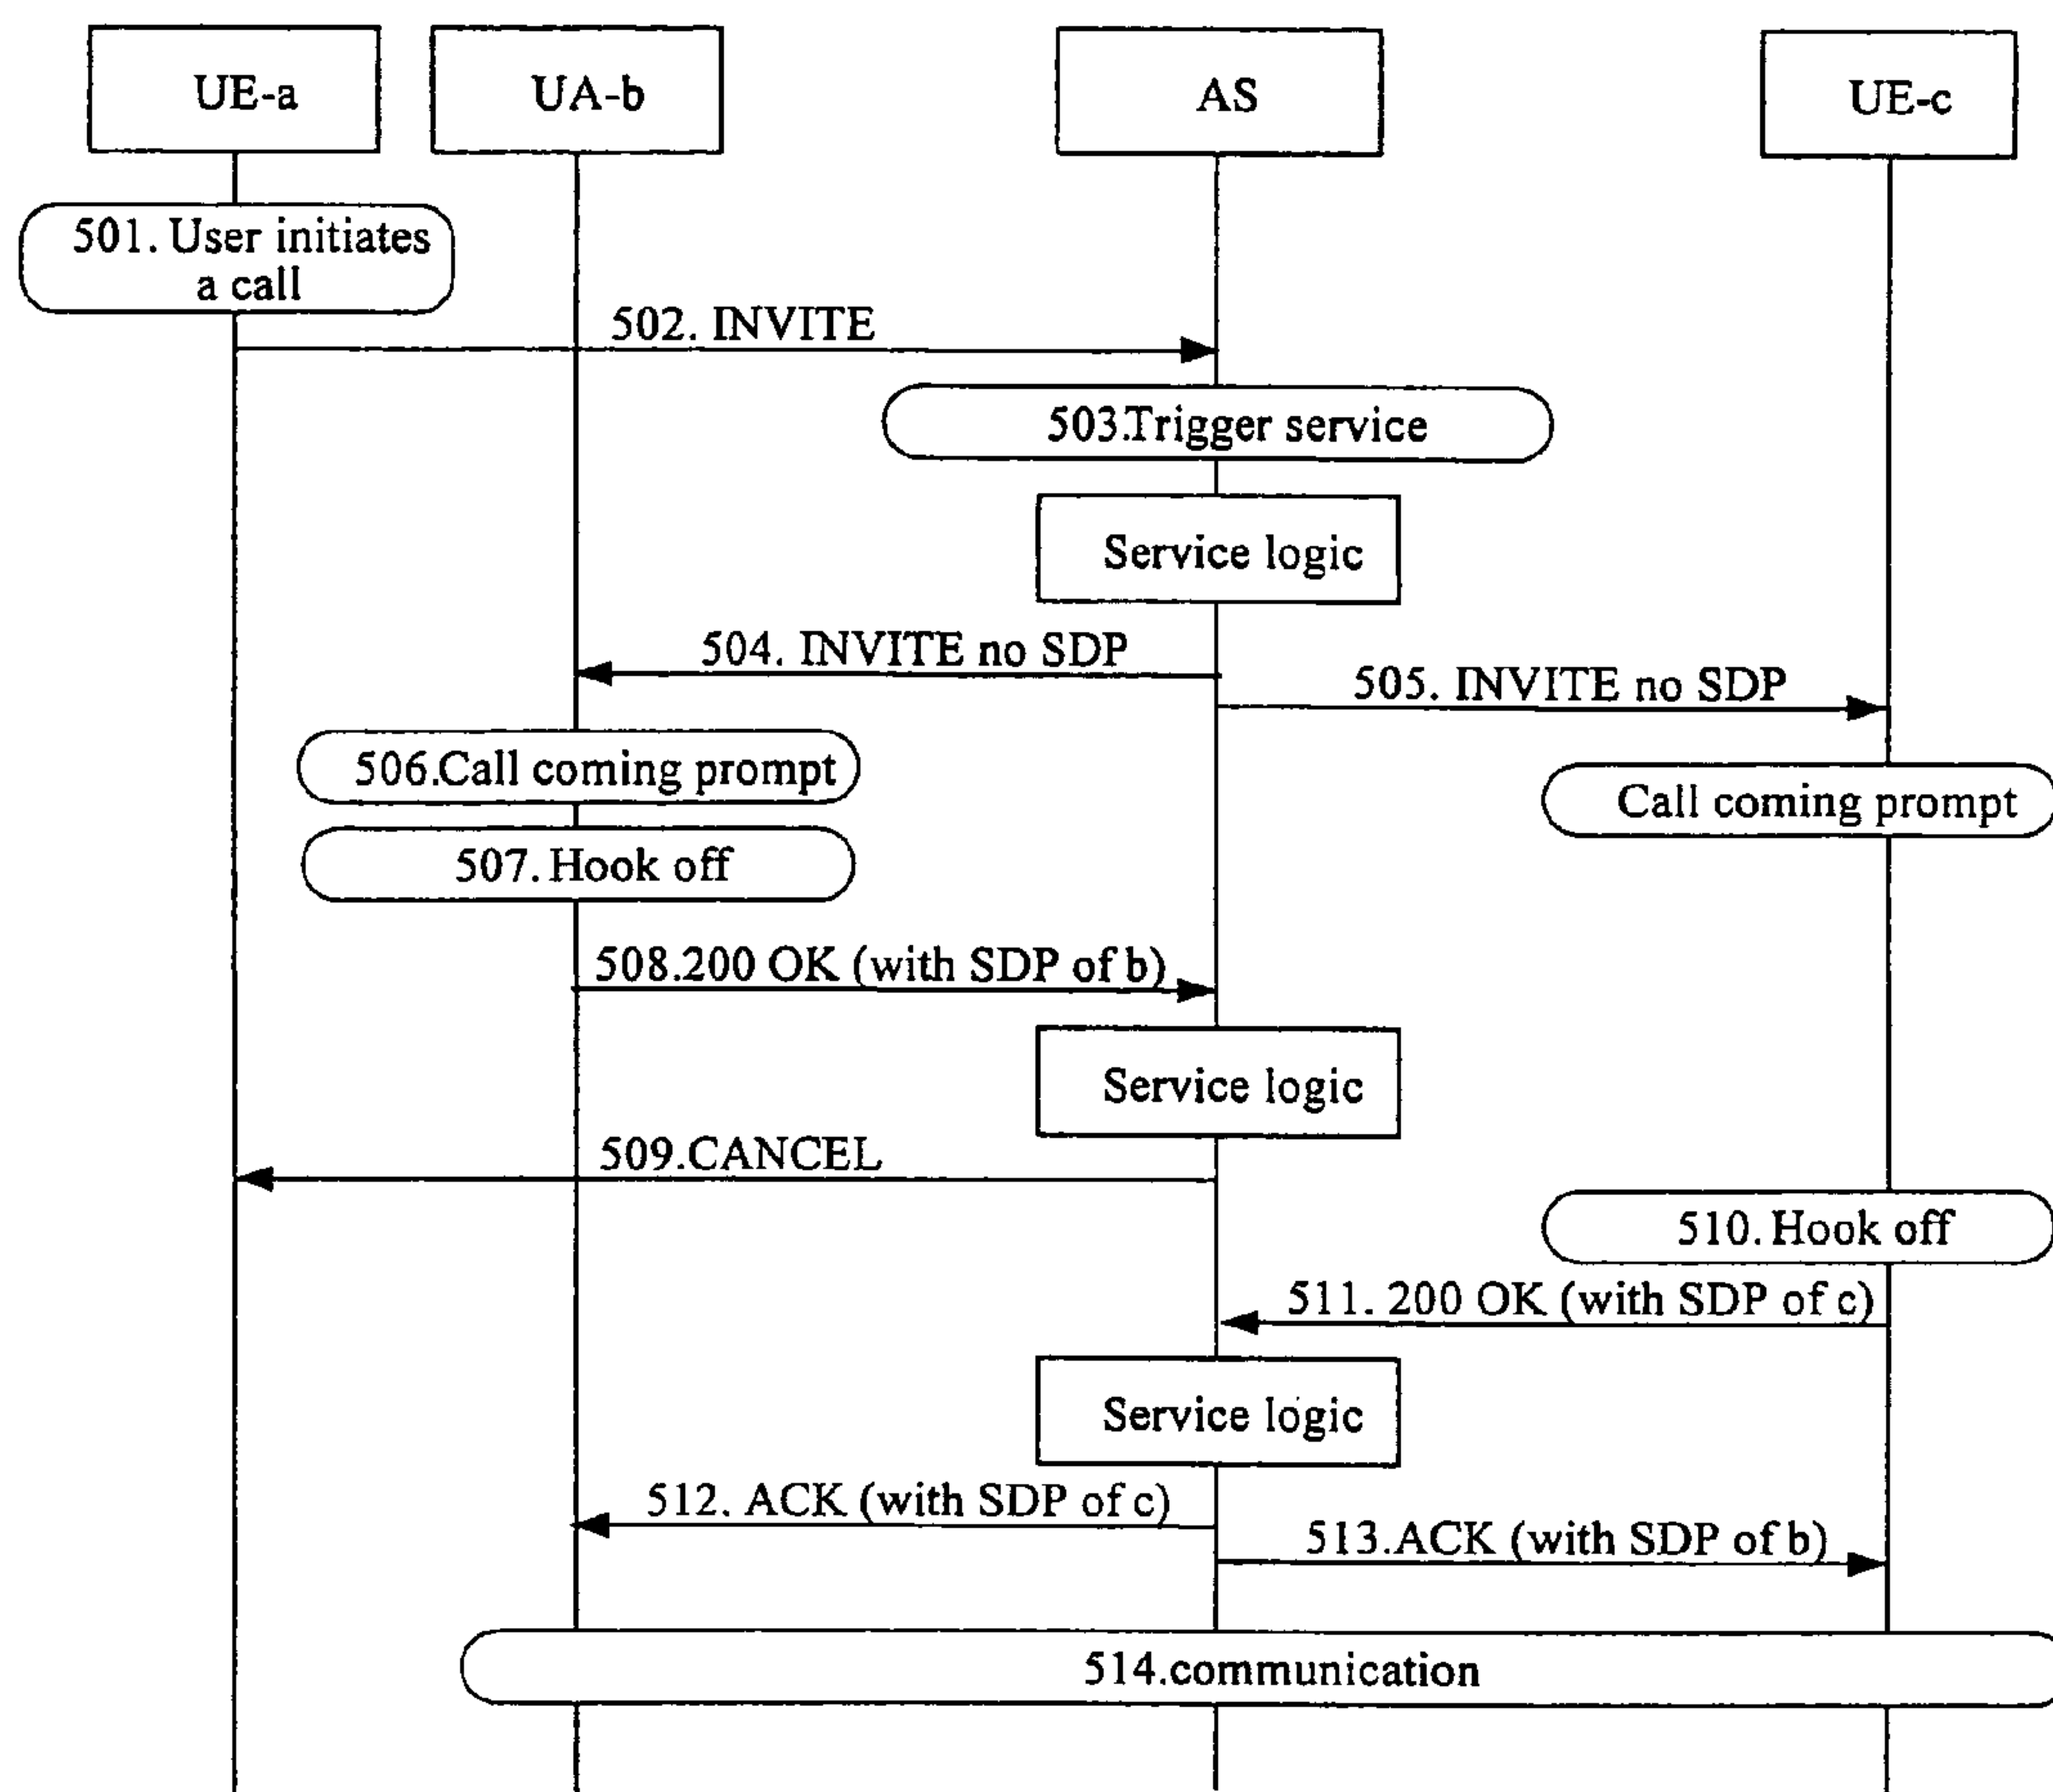 UE-a
UA-b
AS
UE-c
501. User initiates
a call
502. INVITE
503.Trigger service
Service logic
504. INVITE no SDP
505. INVITE no SDP
506.Call coming prompt
Call coming prompt
507. Hook off
508.200 OK (with SDP of b)
Service logic
509.CANCEL
510. Hook off
511. 200 OK (with SDP of c)
Service logic
512. ACK (with SDP of c)
513.ACK (with SDP of b)
514.communication